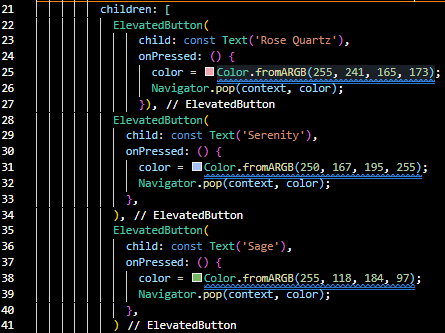 21 children: [
22 ElevatedButton(
23 child: const Text('Rose Quartz'),
24 onPressed: () {
25 color = Color.fromARGB(255, 241, 165, 173);
26 Navigator.pop(context, color);
27 }), // ElevatedButton
28 ElevatedButton(
29 child: const Text('Serenity'),
30 onPressed: () {
31 color = Color.fromARGB(250, 167, 195, 255);
32 Navigator.pop(context, color);
33 },
34 ), // ElevatedButton
35 ElevatedButton(
36 child: const Text('Sage'),
37 onPressed: () {
38 color = Color.fromARGB(255, 118, 184, 97);
39 Navigator.pop(context, color);
40 },
41 ) // ElevatedButton